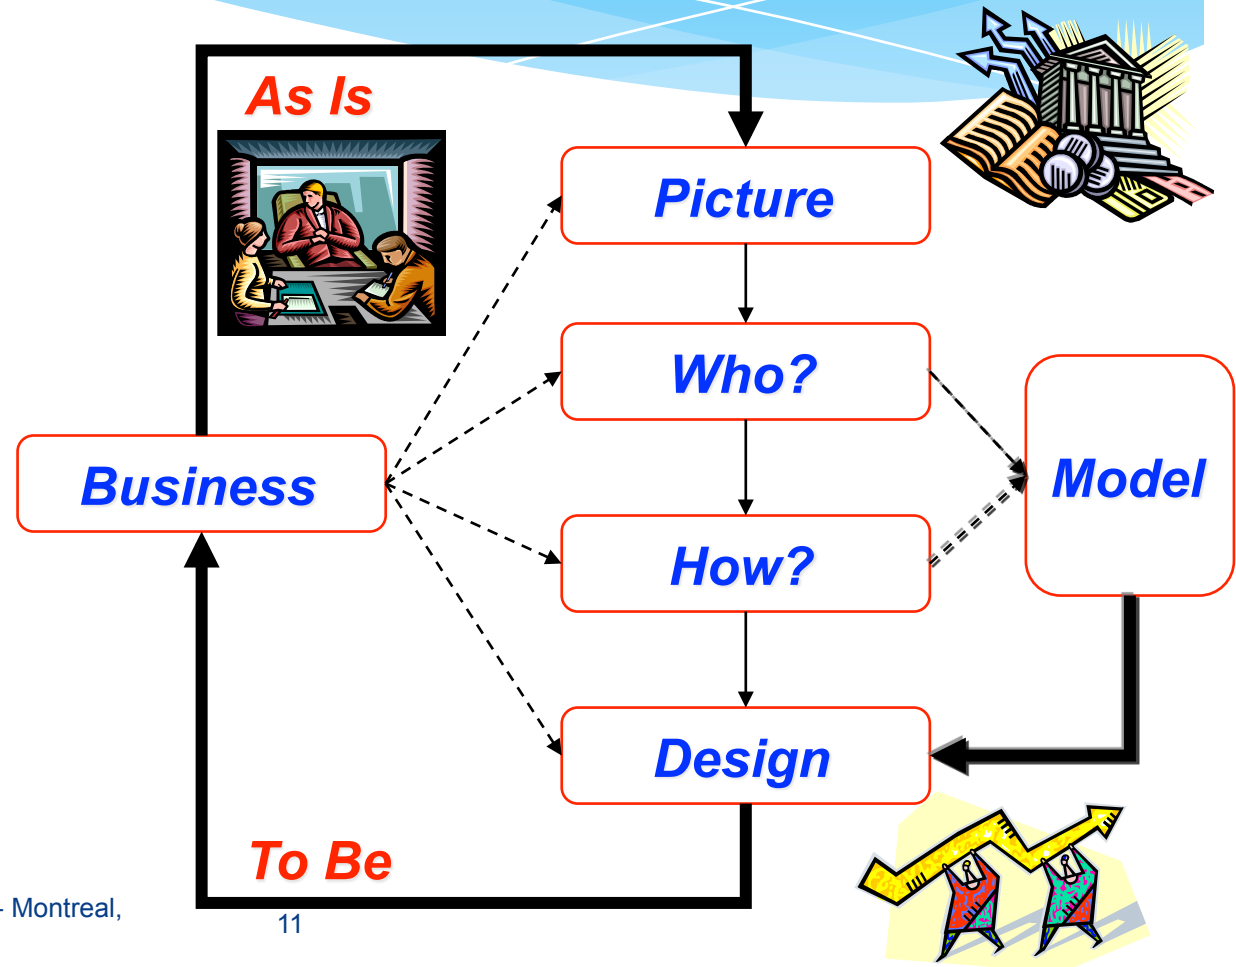 As Is
Picture
Who?
Business
Model
How?
Design
To Be
- Montreal,
11